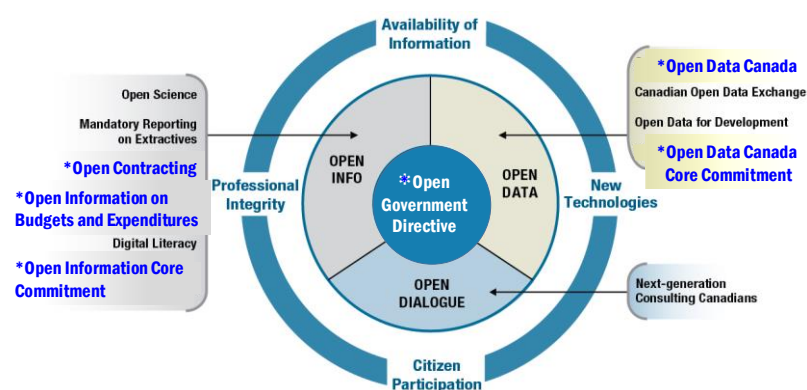 Availability of
Information
Open Science
Mandatory Reporting
on Extractives
*Open Contracting
*Open Information on
Budgets and Expenditures
Digital Literacy
*Open Information Core
Commitment
Professional
Integrity
OPEN
INFO
*Open
Government
Directive
OPEN
DATA
OPEN
DIALOGUE
New
Technologies
*Open Data Canada
Canadian Open Data Exchange
Open Data for Development
*Open Data Canada
Core Commitment
Next-generation
Consulting Canadians
Citizen
Participation